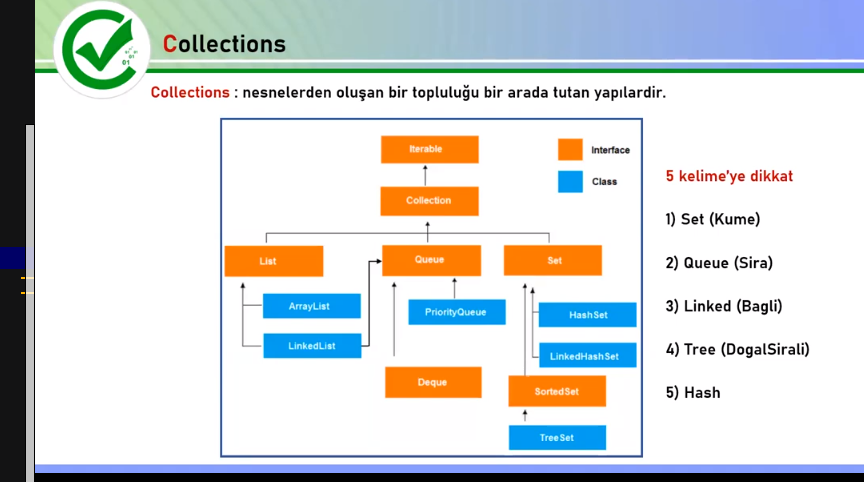 Collections
Collections : nesnelerden oluşan bir topluluğu bir arada tutan yapılardir.
Iterable
Interface
Class
Collection
List
Queue
Set
ArrayList
LinkedList
PriorityQueue
HashSet
LinkedHashSet
Deque
SortedSet
TreeSet
5 kelime'ye dikkat
1) Set (Kume)
2) Queue (Sira)
3) Linked (Bagli)
4) Tree (DogalSirali)
5) Hash